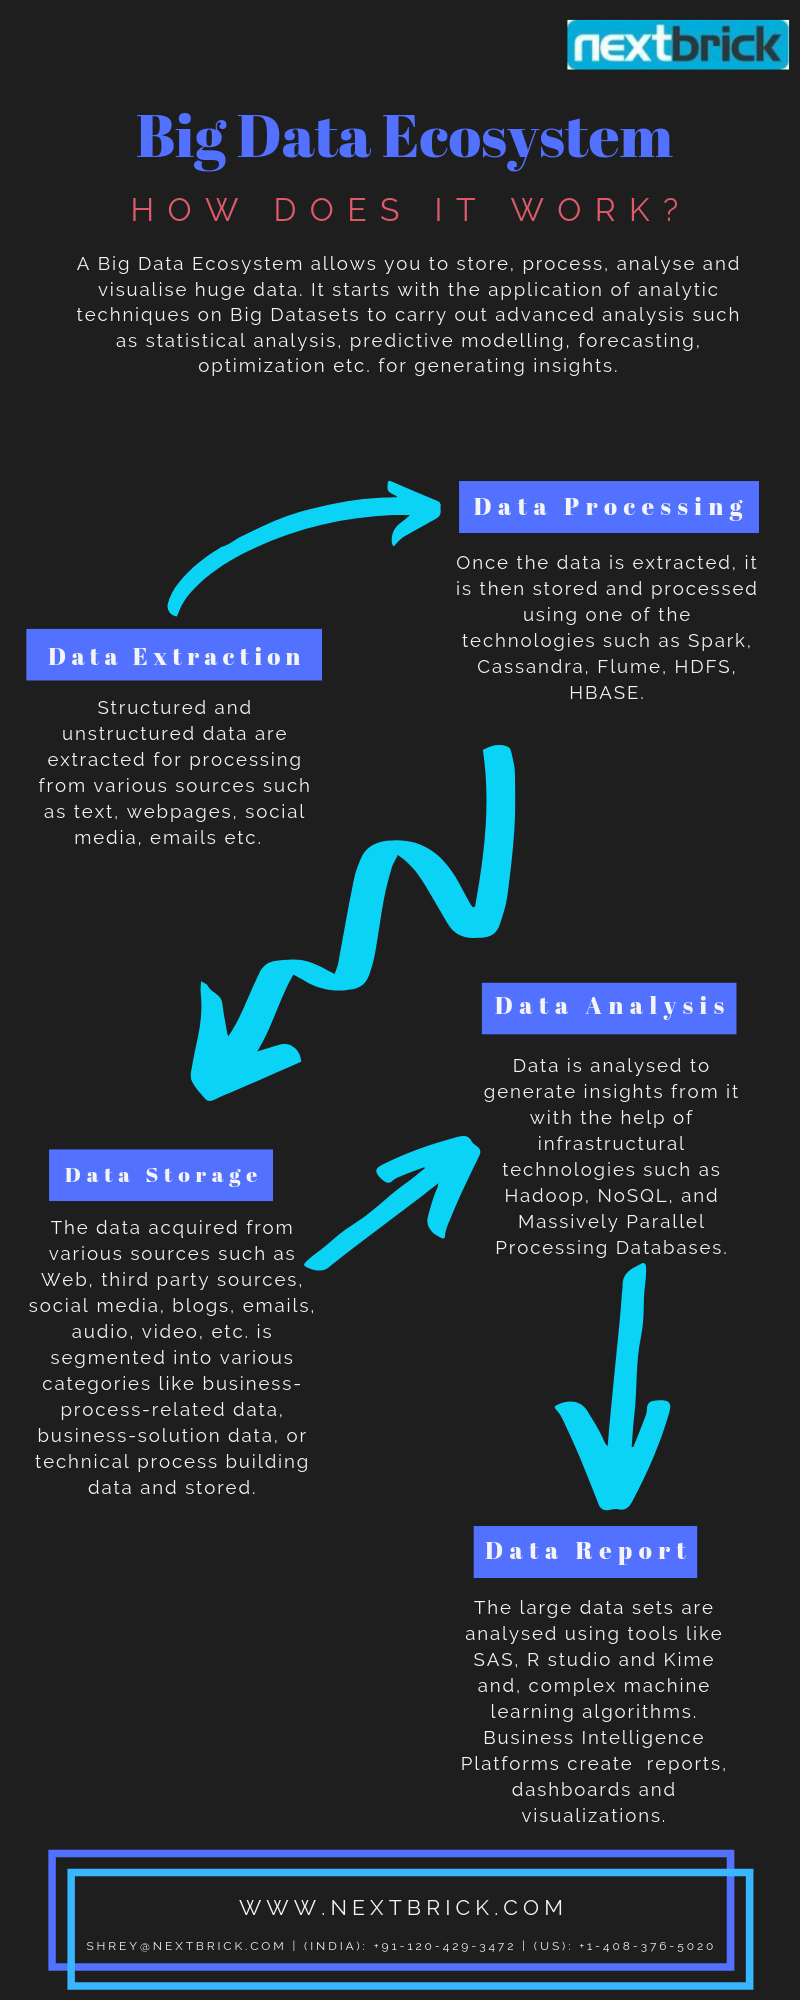 nextbrick
Big Data Ecosystem
HOW DOES IT WORK?
A Big Data Ecosystem allows you to store, process, analyse and
visualise huge data. It starts with the application of analytic
techniques on Big Datasets to carry out advanced analysis such
as statistical analysis, predictive modelling, forecasting,
optimization etc. for generating insights.
Data Extraction
Structured and
unstructured data are
extracted for processing
from various sources such
as text, webpages, social
media, emails etc.
Data Processing
Once the data is extracted, it
is then stored and processed
using one of the
technologies such as Spark,
Cassandra, Flume, HDFS,
HBASE.
Data Storage
The data acquired from
various sources such as
Web, third party sources,
social media, blogs, emails,
audio, video, etc. is
segmented into various
categories like business-
process-related data,
business-solution data, or
technical process building
data and stored.
Data Analysis
Data is analysed to
generate insights from it
with the help of
infrastructural
technologies such as
Hadoop, NoSQL, and
Massively Parallel
Processing Databases.
Data Report
The large data sets are
analysed using tools like
SAS, R studio and Kime
and, complex machine
learning algorithms.
Business Intelligence
Platforms create  reports,
dashboards and
visualizations.
WWW.NEXTBRICK.COM
SHREY@NEXTBRICK.COM | (INDIA): +91-120-429-3472 | (US): +1-408-376-5020